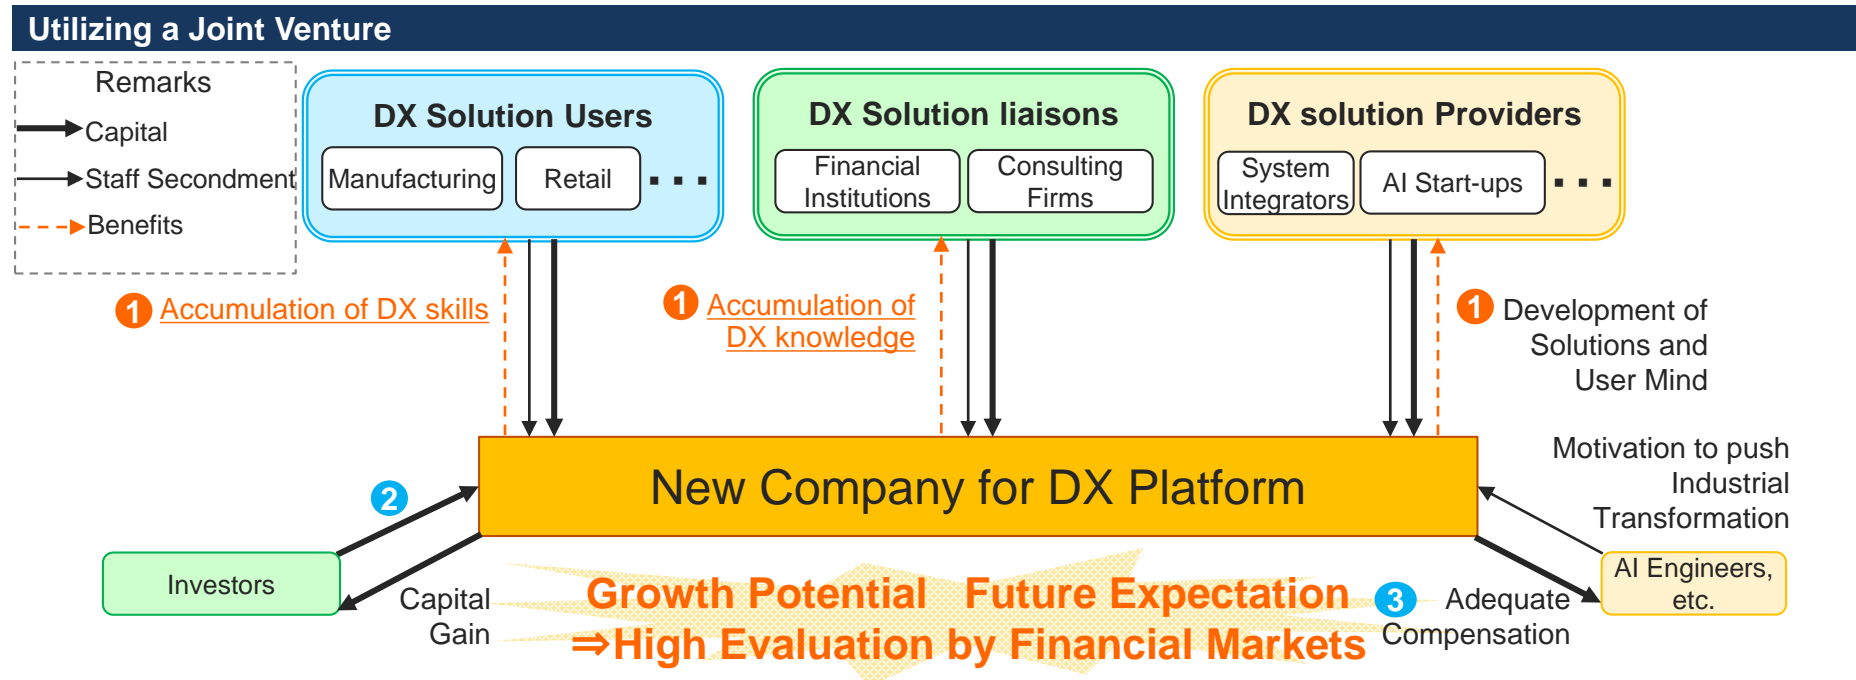 Utilizing a Joint Venture
Remarks
Capital
Staff Secondment
Benefits
DX Solution Users
Manufacturing
Retail
▪ ▪ ▪
DX Solution liaisons
Financial
Institutions
Consulting
Firms
DX solution Providers
System
Integrators
AI Start-ups
▪ ▪ ▪
1 Accumulation of DX skills
1 Accumulation of
DX knowledge
1 Development of
Solutions and
User Mind
New Company for DX Platform
Motivation to push
Industrial
Transformation
2
Investors
Capital
Gain
Growth Potential Future Expectation
⇒High Evaluation by Financial Markets
3 Adequate
Compensation
AI Engineers,
etc.